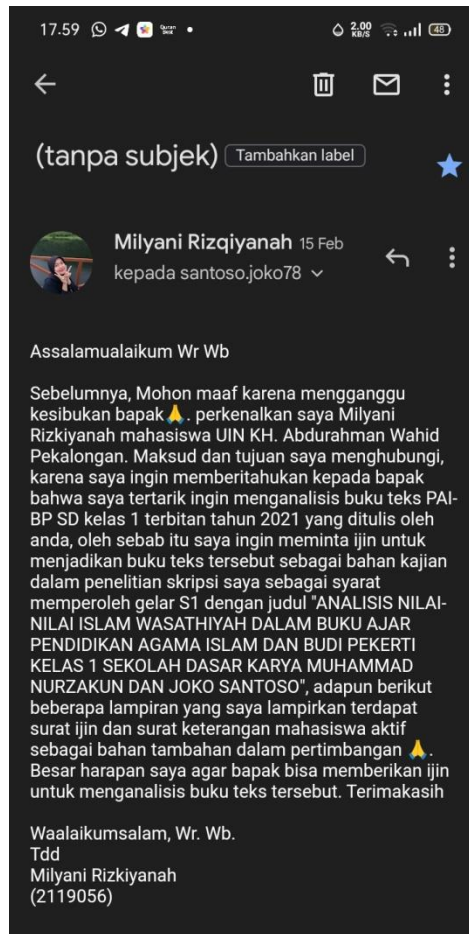 17.59
2.00
KB/S
48
(tanpa subjek) Tambahkan label
Milyani Rizqiyanah 15 Feb
kepada santoso.joko78
Assalamualaikum Wr Wb
Sebelumnya, Mohon maaf karena mengganggu
kesibukan bapak🙏. perkenalkan saya Milyani
Rizkiyanah mahasiswa UIN KH. Abdurahman Wahid
Pekalongan. Maksud dan tujuan saya menghubungi,
karena saya ingin memberitahukan kepada bapak
bahwa saya tertarik ingin menganalisis buku teks PAI-
BP SD kelas 1 terbitan tahun 2021 yang ditulis oleh
anda, oleh sebab itu saya ingin meminta ijin untuk
menjadikan buku teks tersebut sebagai bahan kajian
dalam penelitian skripsi saya sebagai syarat
memperoleh gelar S1 dengan judul "ANALISIS NILAI-
NILAI ISLAM WASATHIYAH DALAM BUKU AJAR
PENDIDIKAN AGAMA ISLAM DAN BUDI PEKERTI
KELAS 1 SEKOLAH DASAR KARYA MUHAMMAD
NURZAKUN DAN JOKO SANTOSO", adapun berikut
beberapa lampiran yang saya lampirkan terdapat
surat ijin dan surat keterangan mahasiswa aktif
sebagai bahan tambahan dalam pertimbangan 🙏.
Besar harapan saya agar bapak bisa memberikan ijin
untuk menganalisis buku teks tersebut. Terimakasih
Waalaikumsalam, Wr. Wb.
Tdd
Milyani Rizkiyanah
(2119056)